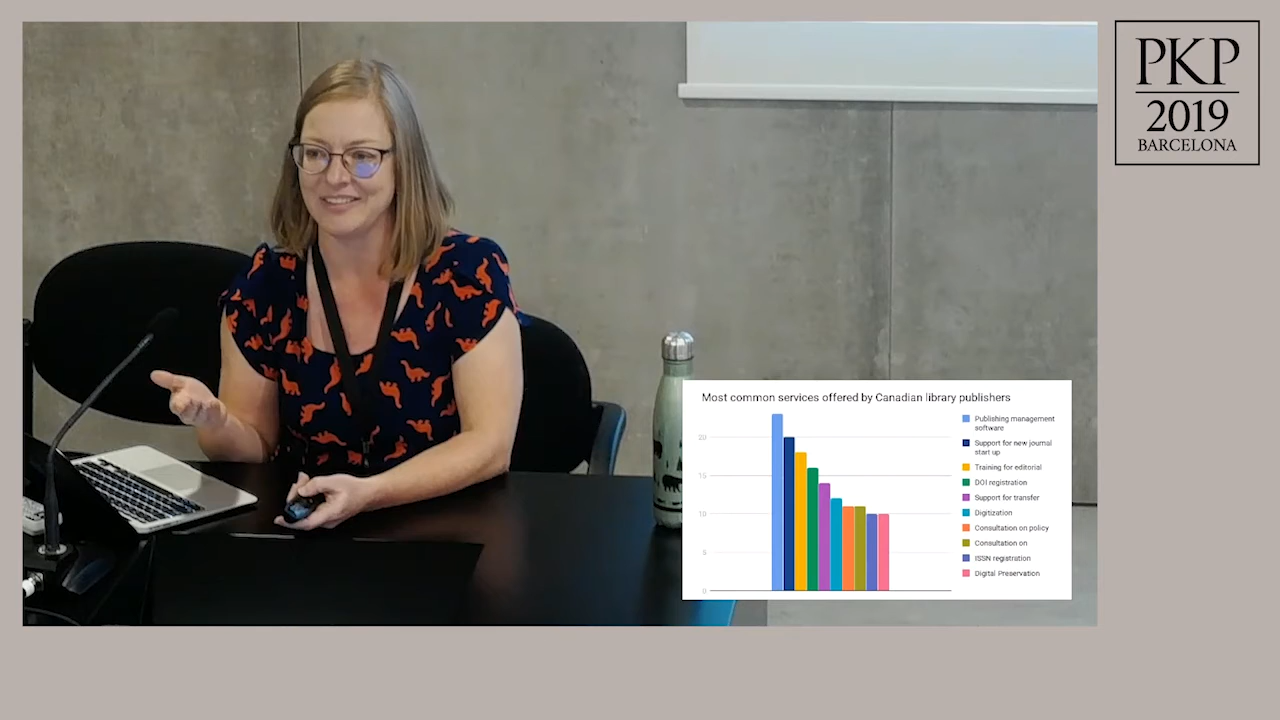 PKP
2019
BARCELONA
Most common services offered by Canadian library publishers
20
15
10
5
0
Publishing management
software
Support for new journal
start up
Training for editorial
DOI registration
Support for transfer
Digitization
Consultation on policy
Consultation on
ISSN registration
Digital Preservation